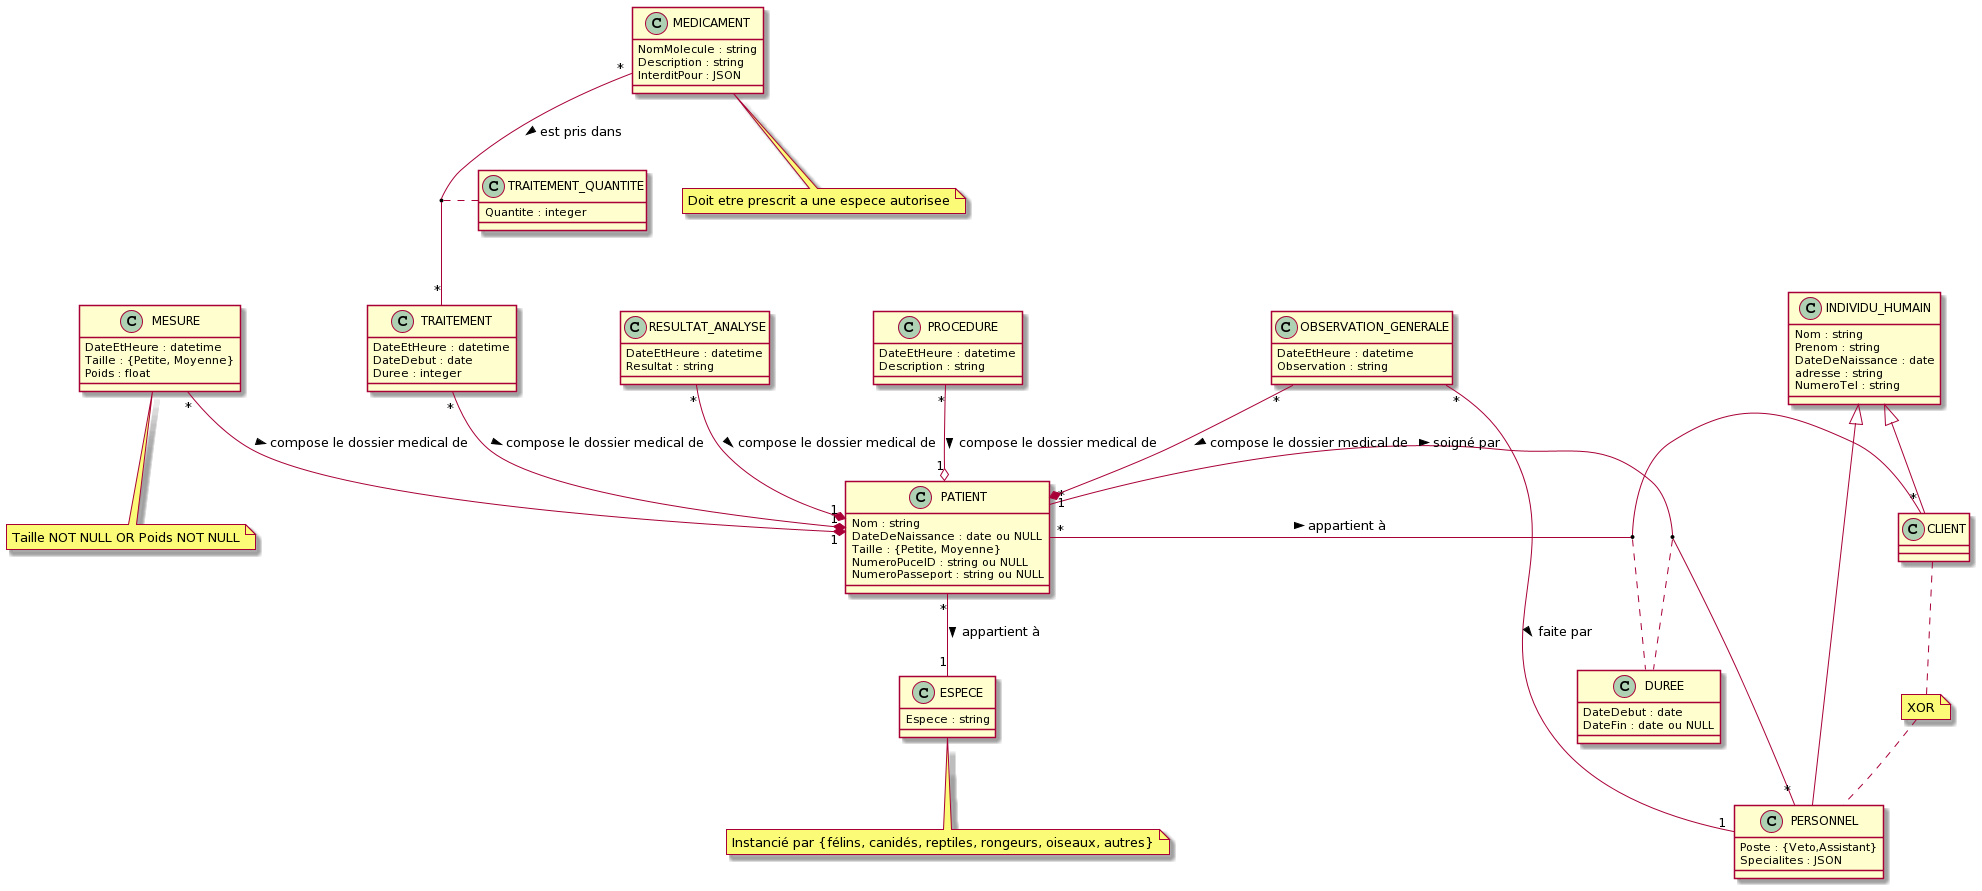 C MEDICAMENT
NomMolecule : string
Description : string
InterditPour : JSON
*
est pris dans
C TRAITEMENT_QUANTITE
Quantite : integer
Doit etre prescrit a une espece autorisee
*
C MESURE
DateEtHeure : datetime
Taille : {Petite, Moyenne}
Poids : float
C TRAITEMENT
DateEtHeure : datetime
DateDebut : date
Duree : integer
C RESULTAT_ANALYSE
DateEtHeure : datetime
Resultat : string
C PROCEDURE
DateEtHeure : datetime
Description : string
C OBSERVATION_GENERALE
DateEtHeure : datetime
Observation : string
C INDIVIDU_HUMAIN
Nom : string
Prenom : string
DateDeNaissance : date
adresse : string
NumeroTel : string
* * * * * *
compose le dossier medical de
compose le dossier medical de
compose le dossier medical de
compose le dossier medical de
compose le dossier medical de
soigné par
1
1
1
1
*
1
*
*
Taille NOT NULL OR Poids NOT NULL
C PATIENT
Nom : string
DateDeNaissance : date ou NULL
Taille : {Petite, Moyenne}
NumeroPuceID : string ou NULL
NumeroPasseport : string ou NULL
appartient à
C CLIENT
*
appartient à
1
faite par
C ESPECE
Espece : string
C DUREE
DateDebut : date
DateFin : date ou NULL
XOR
*
1
Instancié par {félins, canidés, reptiles, rongeurs, oiseaux, autres}
C PERSONNEL
Poste : {Veto,Assistant}
Specialites : JSON